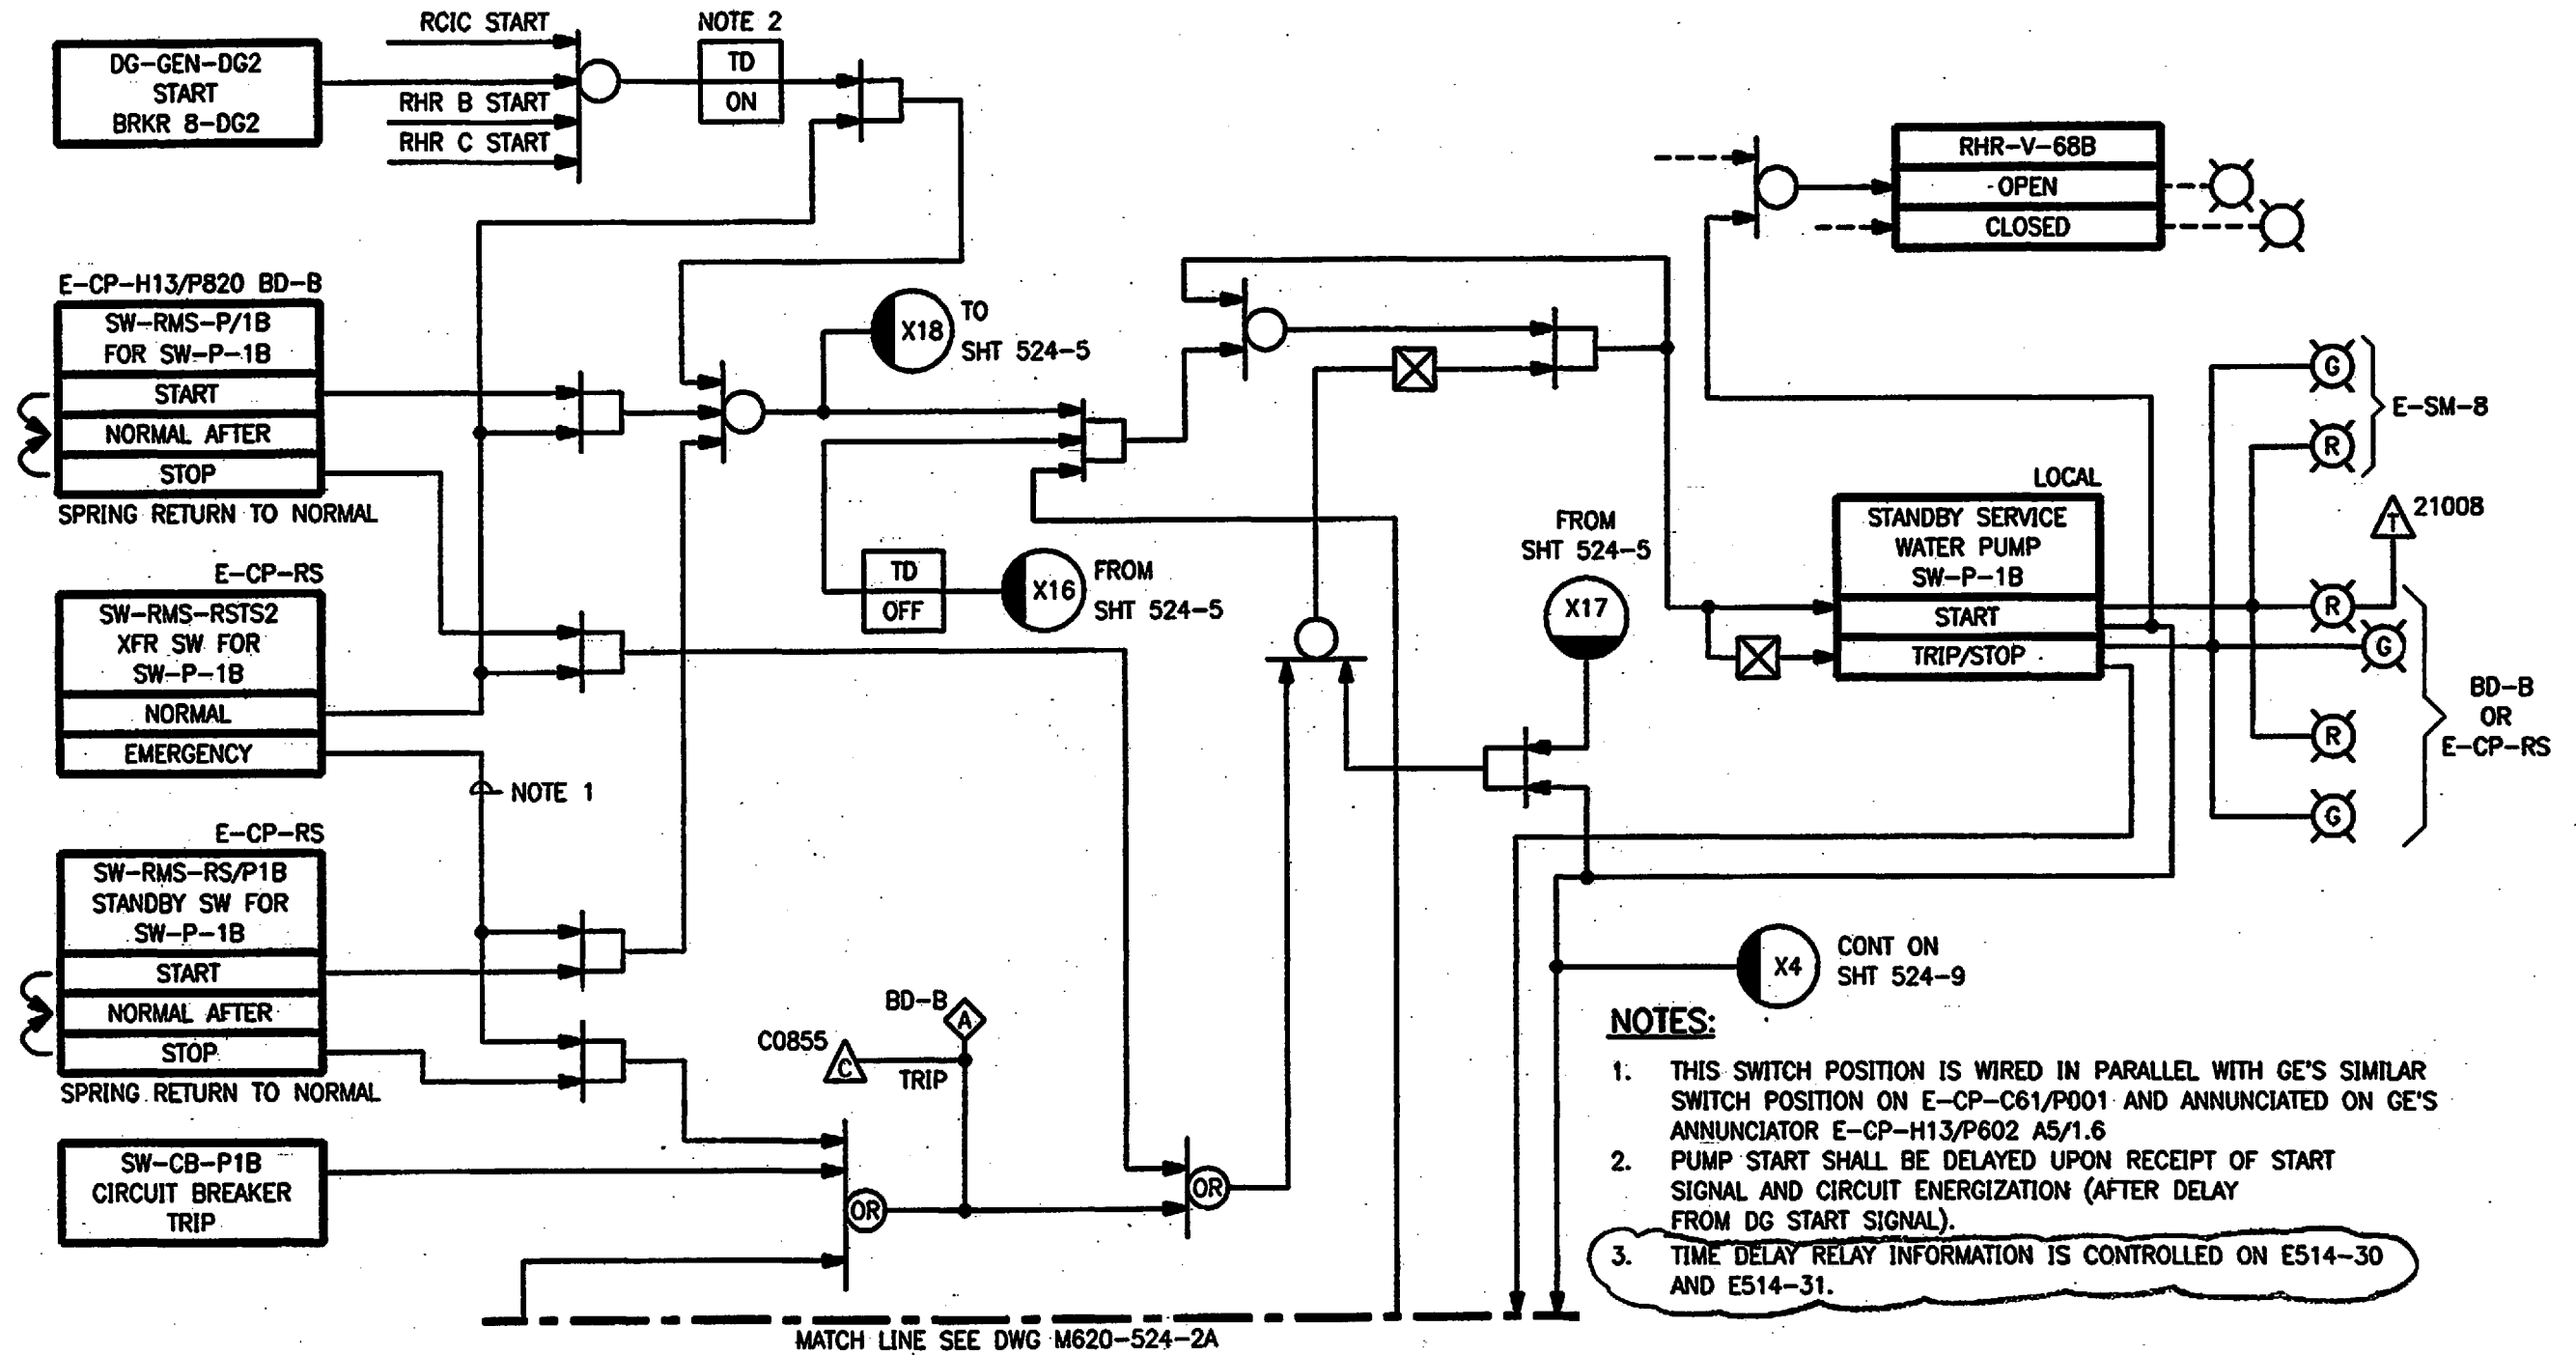 RCIC START
NOTE 2
DG-GEN-DG2
START
BRKR 8-DG2
RHR B START
RHR C START
TD
ON
RHR-V-68B
OPEN
CLOSED
E-CP-H13/P820 BD-B
SW-RMS-P/1B
FOR SW-P-1B
START
NORMAL AFTER
STOP
SPRING RETURN TO NORMAL
X18
TO
SHT 524-5
TD
OFF
X16
FROM
SHT 524-5
FROM
SHT 524-5
X17
LOCAL
STANDBY SERVICE
WATER PUMP
SW-P-1B
START
TRIP/STOP
G
R
E-SM-8
T
21008
R
G
R
G
BD-B
OR
E-CP-RS
E-CP-RS
SW-RMS-RSTS2
XFR SW FOR
SW-P-1B
NORMAL
EMERGENCY
NOTE 1
E-CP-RS
SW-RMS-RS/P1B
STANDBY SW FOR
SW-P-1B
START
NORMAL AFTER
STOP
SPRING RETURN TO NORMAL
SW-CB-P1B
CIRCUIT BREAKER
TRIP
C0855
C
TRIP
BD-B
A
OR
OR
X4
CONT ON
SHT 524-9
NOTES:
1. THIS SWITCH POSITION IS WIRED IN PARALLEL WITH GE'S SIMILAR
SWITCH POSITION ON E-CP-C61/P001 AND ANNUNCIATED ON GE'S
ANNUNCIATOR E-CP-H13/P602 A5/1.6
2. PUMP START SHALL BE DELAYED UPON RECEIPT OF START
SIGNAL AND CIRCUIT ENERGIZATION (AFTER DELAY
FROM DG START SIGNAL).
3. TIME DELAY RELAY INFORMATION IS CONTROLLED ON E514-30
AND E514-31.
MATCH LINE SEE DWG M620-524-2A